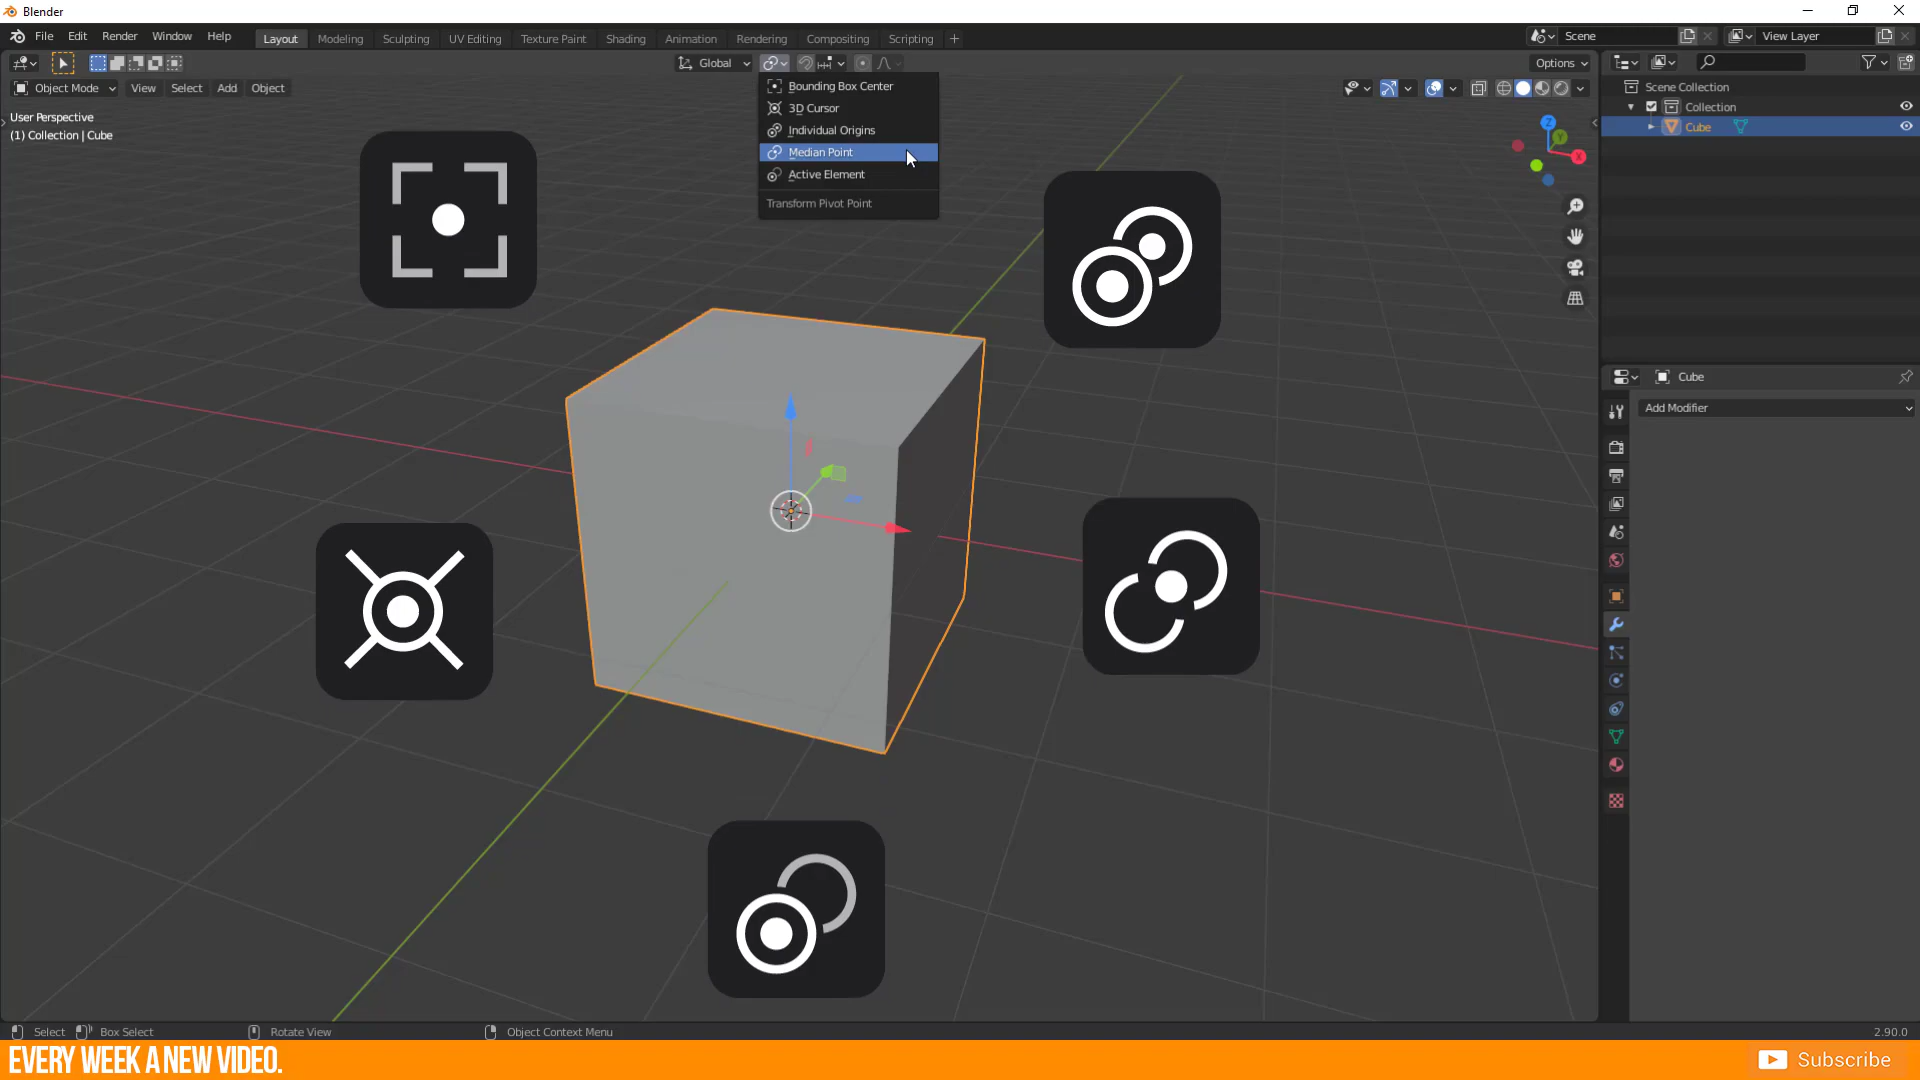 Blender
File Edit Render Window Help
Layout Modeling Sculpting UV Editing Texture Paint Shading Animation Rendering Compositing Scripting +
Scene
View Layer
Global
Options
Object Mode View Select Add Object
User Perspective
(1) Collection | Cube
Bounding Box Center
3D Cursor
Individual Origins
Median Point
Active Element
Transform Pivot Point
Z
Y
X
Scene Collection
Collection
Cube
Cube
Add Modifier
Select Box Select Rotate View Object Context Menu
2.90.0
EVERY WEEK A NEW VIDEO.
Subscribe